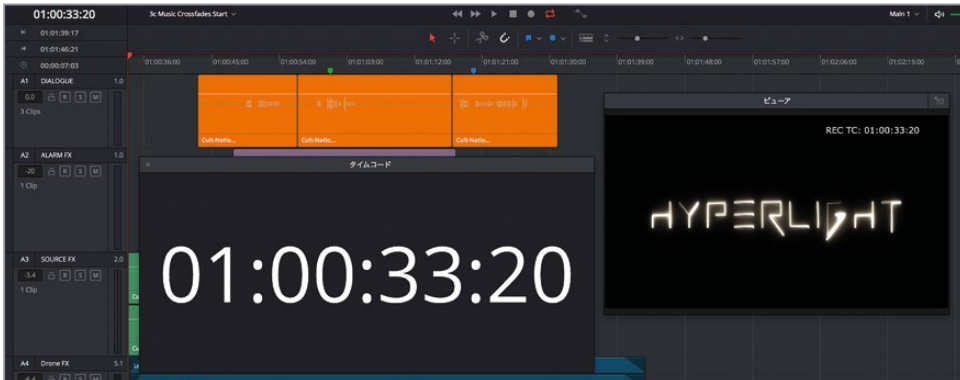 01:00:33:20
3c Music Crossfades Start
Main 1
01:01:39:17
01:01:46:21
00:00:07:03
01:00:36:00 01:00:45:00 01:00:54:00 01:01:03:00 01:01:12:00 01:01:21:00 01:01:30:00 01:01:39:00 01:01:48:00 01:01:57:00 01:02:06:00 01:02:15:00
A1 DIALOGUE 1.0
0.0 R S M
3 Clips
Cult-Natio... Cult-Natio... Cult-Natio...
ビューア
REC TC: 01:00:33:20
HYPERLIGHT
A2 ALARM FX 1.0
-20 R S M
1 Clip
タイムコード
01:00:33:20
A3 SOURCE FX 2.0
-3.4 R S M
1 Clip
A4 Drone FX 5.1
-4.4 R S M